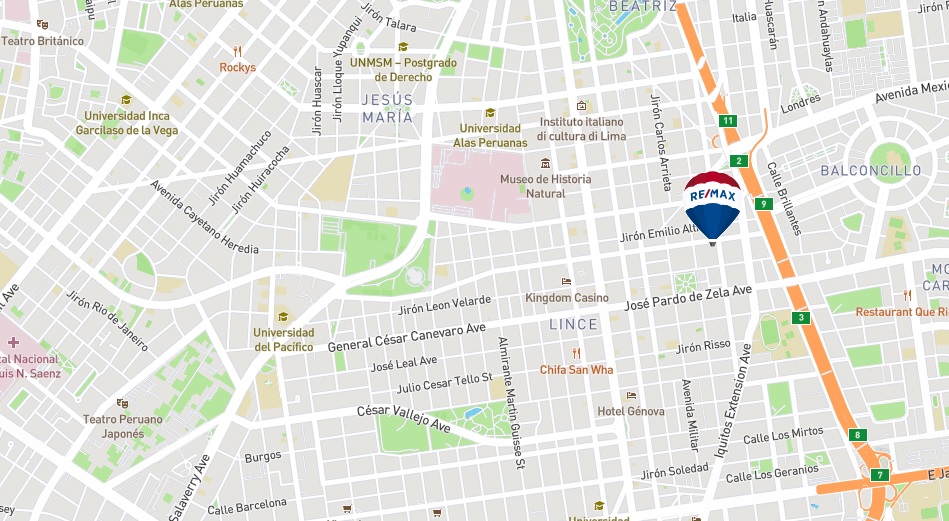 Alas Peruanas
BEATRIZ
Jirón Talara
Italia
Huascarán
n Andahuaylas
Jirón F
Teatro Británico
Rockys
UNMSM – Postgrado
de Derecho
Jirón Huascar
Jirón Lloque Yupanqui
JESÚS
MARÍA
Universidad Inca
Garcilaso de la Vega
Universidad
Alas Peruanas
Instituto italiano
di cultura di Lima
Jirón Carlos Arrieta
Londres
Avenida Mexic
11
2
9
Museo de Historia
Natural
Jirón Huamachuco
Jirón Huiracocha
Avenida Cayetano Heredia
RE/MAX
Calle Brillantes
BALCONCILLO
Jirón Emilio Alt
Jirón Rio de Janeiro
Jirón Leon Velarde
Kingdom Casino
José Pardo de Zela Ave
MO
CAR
Restaurant Que Ri
Universidad
del Pacífico
General César Canevaro Ave
LINCE
3
José Leal Ave
Julio Cesar Tello St
Almirante Martin Guisse St
Chifa San Wha
Jirón Risso
Iquitos Extension Ave
Avenida Militar
tal Nacional
uis N. Saenz
Teatro Peruano
Japonés
César Vallejo Ave
Hotel Génova
Calle Los Mirtos
8
Burgos
Jirón Soledad
Calle Los Geranios
7
E Ja
Salaverry Ave
Calle Barcelona
sey
Universidad